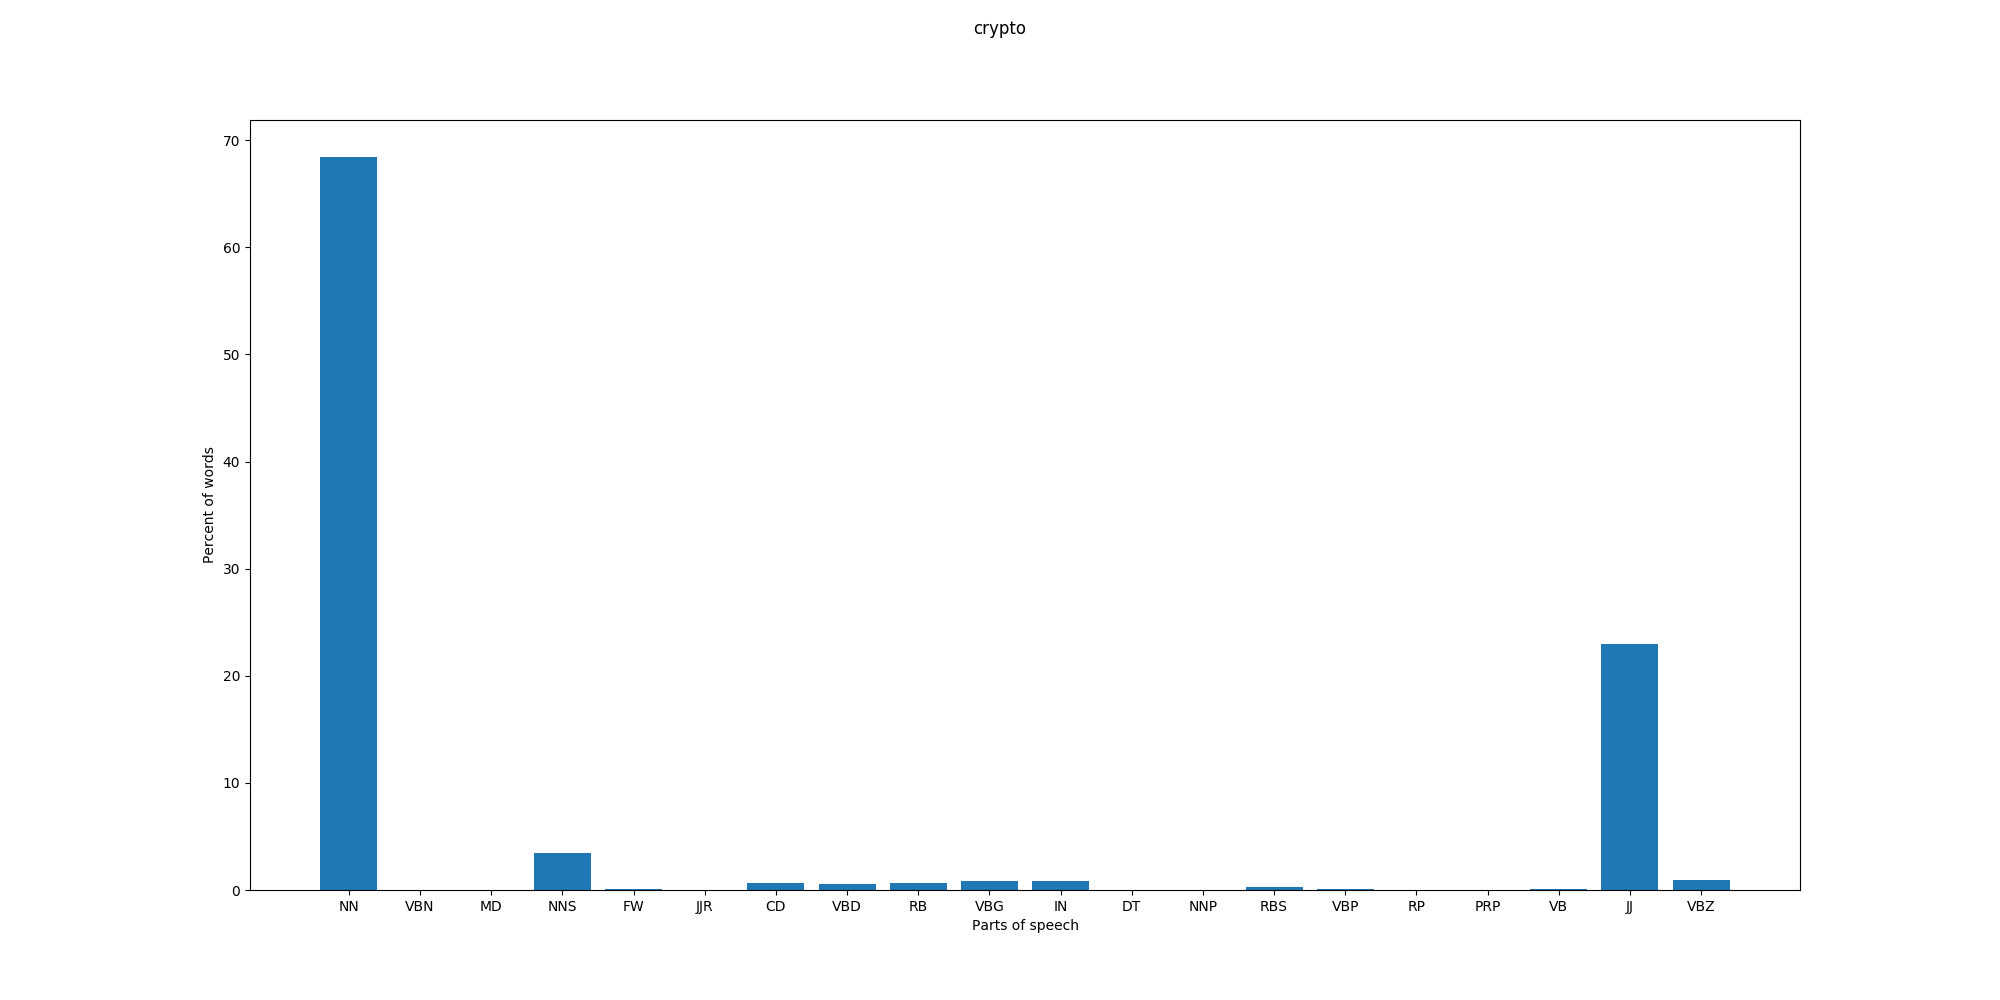 crypto
70
60
50
40
30
20
10
0
Percent of words
NN VBN MD NNS FW JJR CD VBD RB VBG IN DT NNP RBS VBP RP PRP VB JJ VBZ
Parts of speech